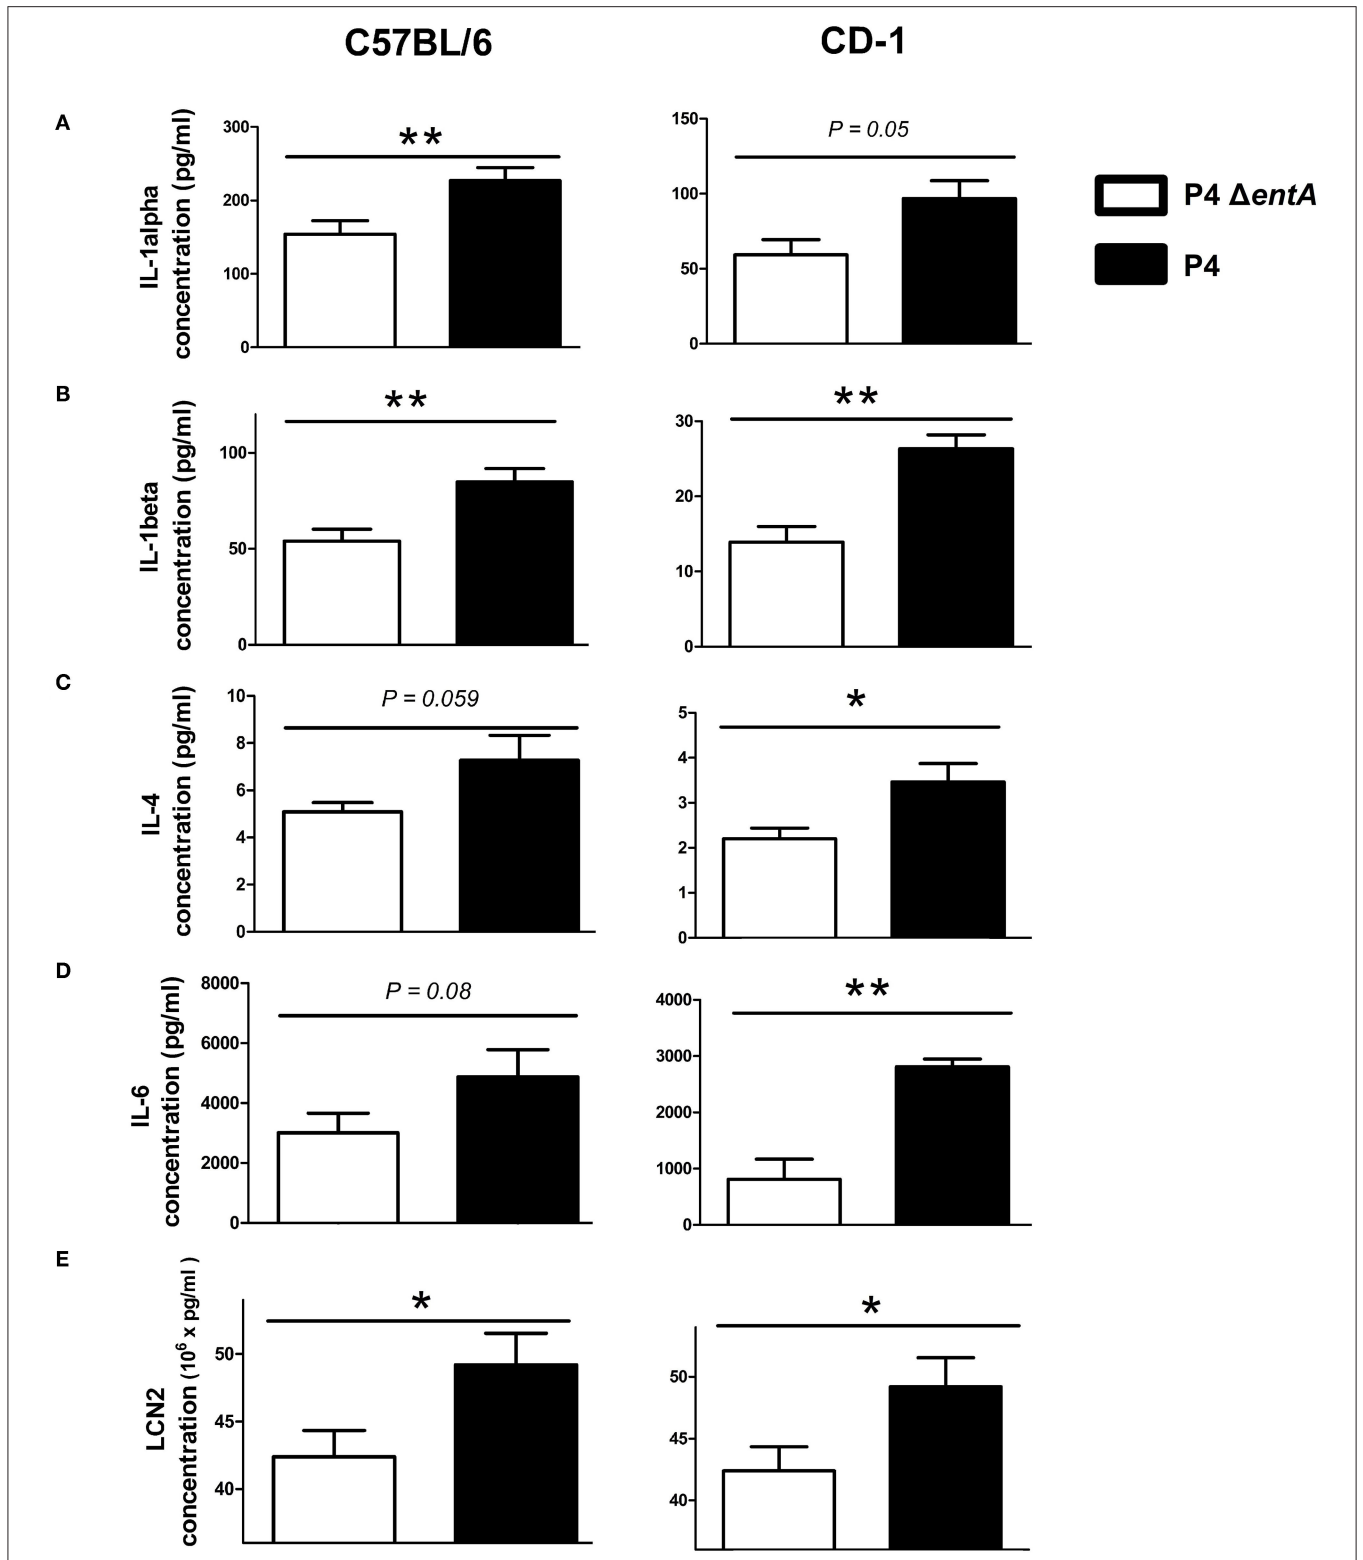 C57BL/6
CD-1
A
IL-1alpha
concentration (pg/ml)
300
200
100
0
**
150
100
50
0
P = 0.05
P4 ΔentA
P4
B
IL-1beta
concentration (pg/ml)
100
50
0
**
30
20
10
0
**
C
IL-4
concentration (pg/ml)
10
8
6
4
2
0
P = 0.059
5
4
3
2
1
0
*
D
IL-6
concentration (pg/ml)
8000
6000
4000
2000
0
P = 0.08
4000
3000
2000
1000
0
**
E
LCN2
concentration (10⁶ x pg/ml )
50
45
40
*
50
45
40
*